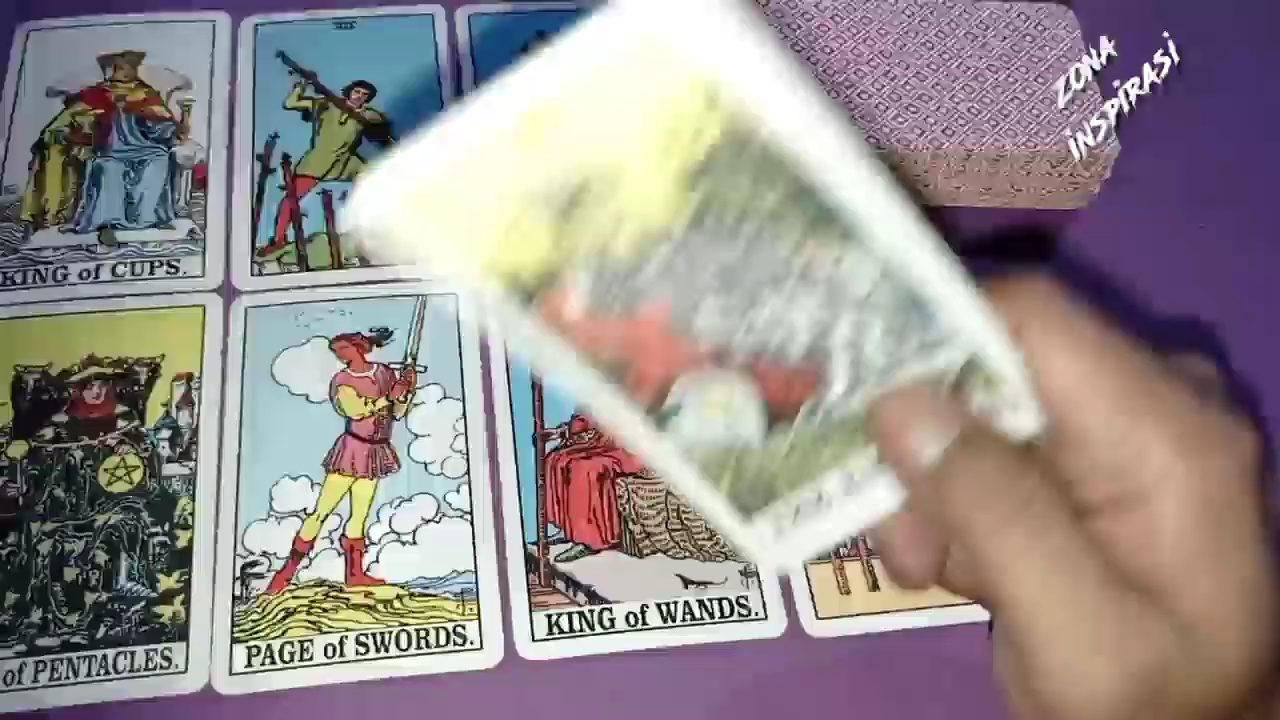 ZONA
INSPIRASI
KING of CUPS.
of PENTACLES.
PAGE of SWORDS.
KING of WANDS.